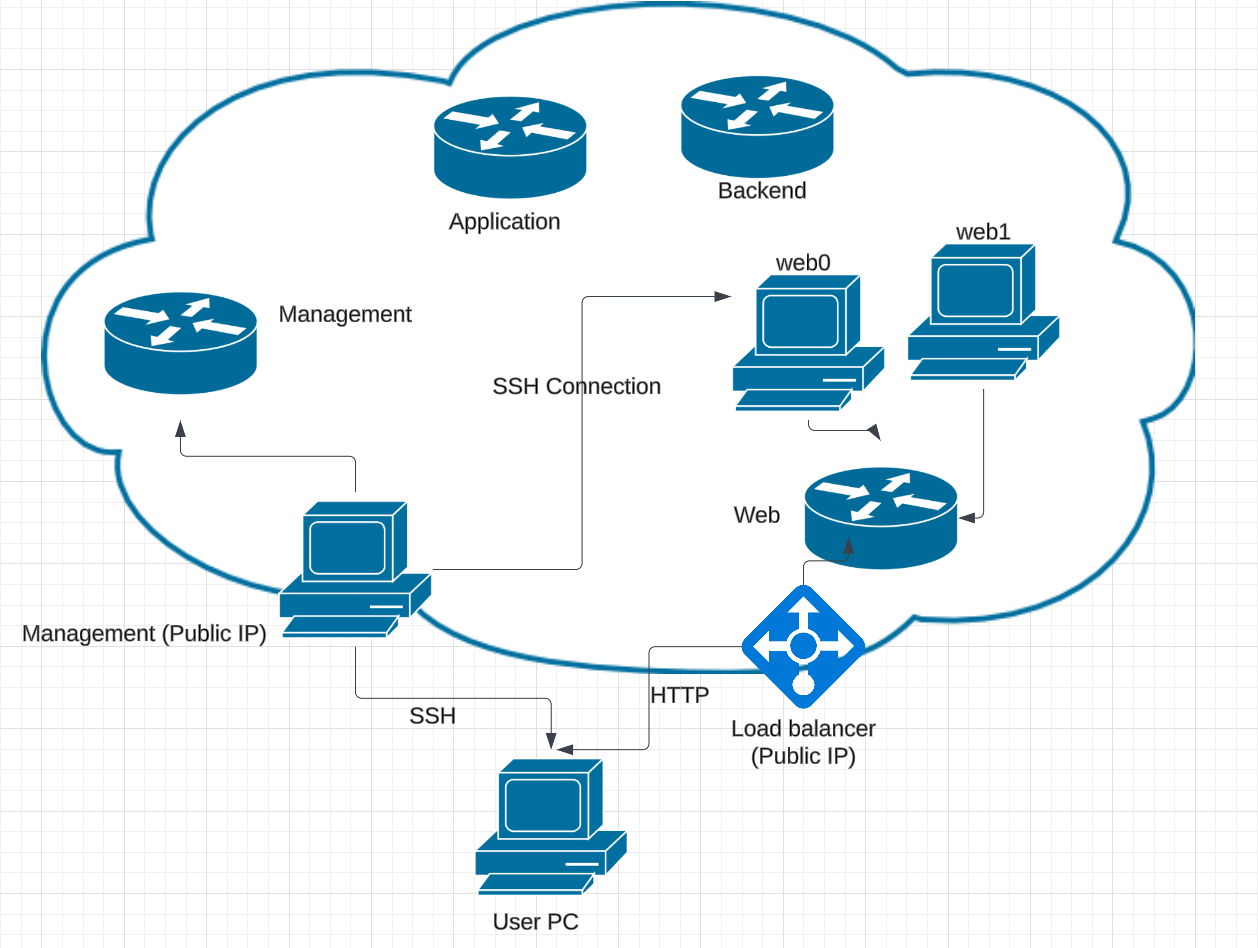 Backend
Application
web1
web0
Management
SSH Connection
Web
Management (Public IP)
HTTP
SSH
Load balancer
(Public IP)
User PC